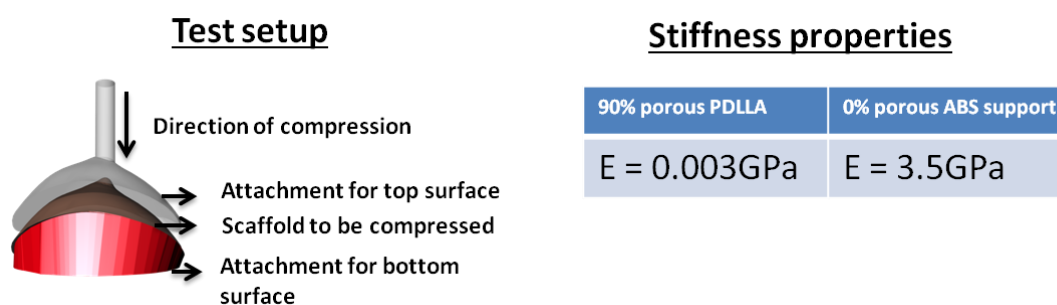 Test setup
Direction of compression
Attachment for top surface
Scaffold to be compressed
Attachment for bottom
surface
Stiffness properties
90% porous PDLLA 0% porous ABS support
E = 0.003GPa E = 3.5GPa